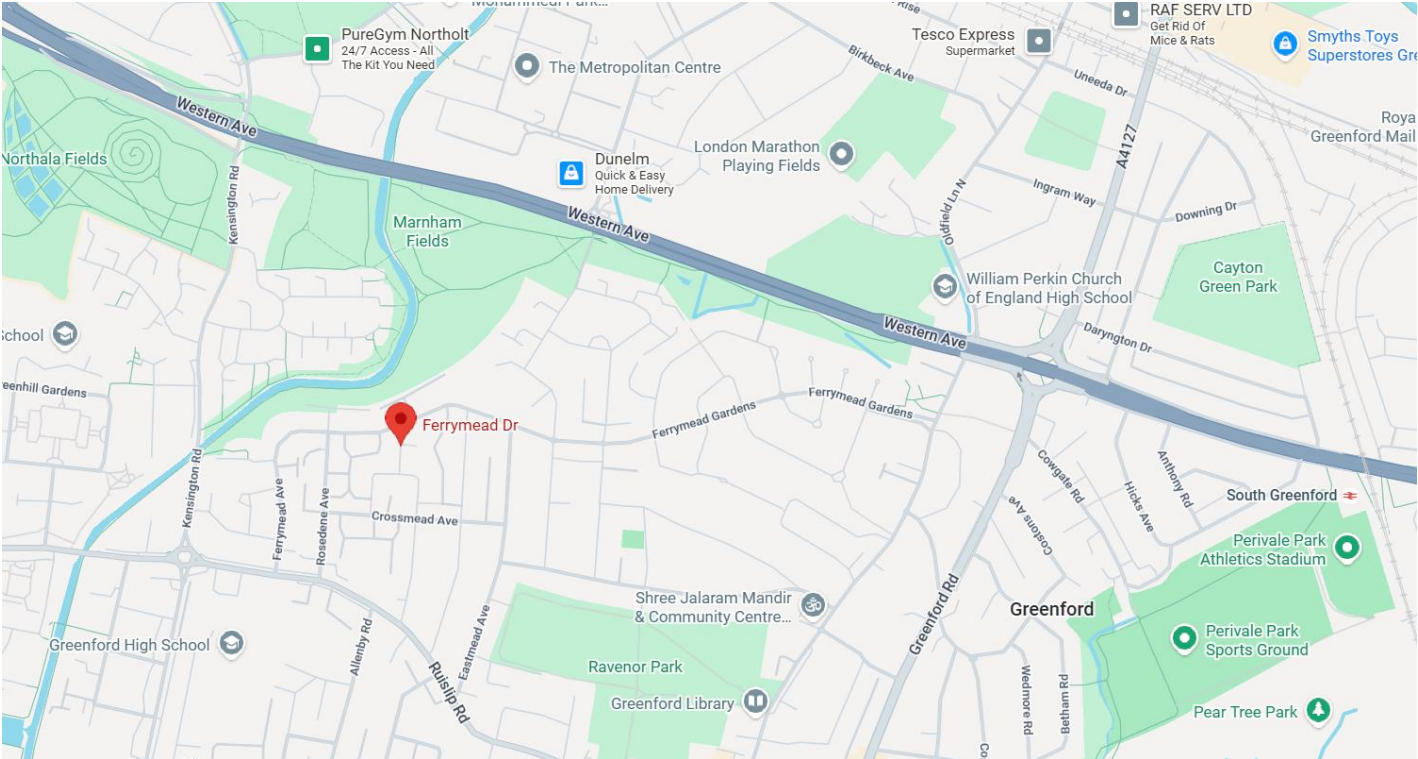 Mohammedi Park...
PureGym Northolt
24/7 Access - All
The Kit You Need
The Metropolitan Centre
Rise
Birkbeck Ave
Tesco Express
Supermarket
RAF SERV LTD
Get Rid Of
Mice & Rats
Smyths Toys
Superstores Gre
Uneeda Dr
Western Ave
Roya
Greenford Mail
A4127
Northala Fields
Kensington Rd
Dunelm
Quick & Easy
Home Delivery
London Marathon
Playing Fields
Ingram Way
Downing Dr
Oldfield Ln N
Marnham
Fields
Western Ave
Cayton
Green Park
William Perkin Church
of England High School
School
Western Ave
Daryngton Dr
eenhill Gardens
Ferrymead Dr
Ferrymead Gardens
Ferrymead Gardens
Kensington Rd
Ferrymead Ave
Rosedene Ave
Crossmead Ave
Cowgate Rd
Costons Ave
Hicks Ave
Anthony Rd
South Greenford
Perivale Park
Athletics Stadium
Shree Jalaram Mandir
& Community Centre...
Greenford Rd
Greenford
Greenford High School
Allenby Rd
Eastmead Ave
Ruislip Rd
Ravenor Park
Greenford Library
Perivale Park
Sports Ground
Wedmore Rd
Betham Rd
Pear Tree Park
Co